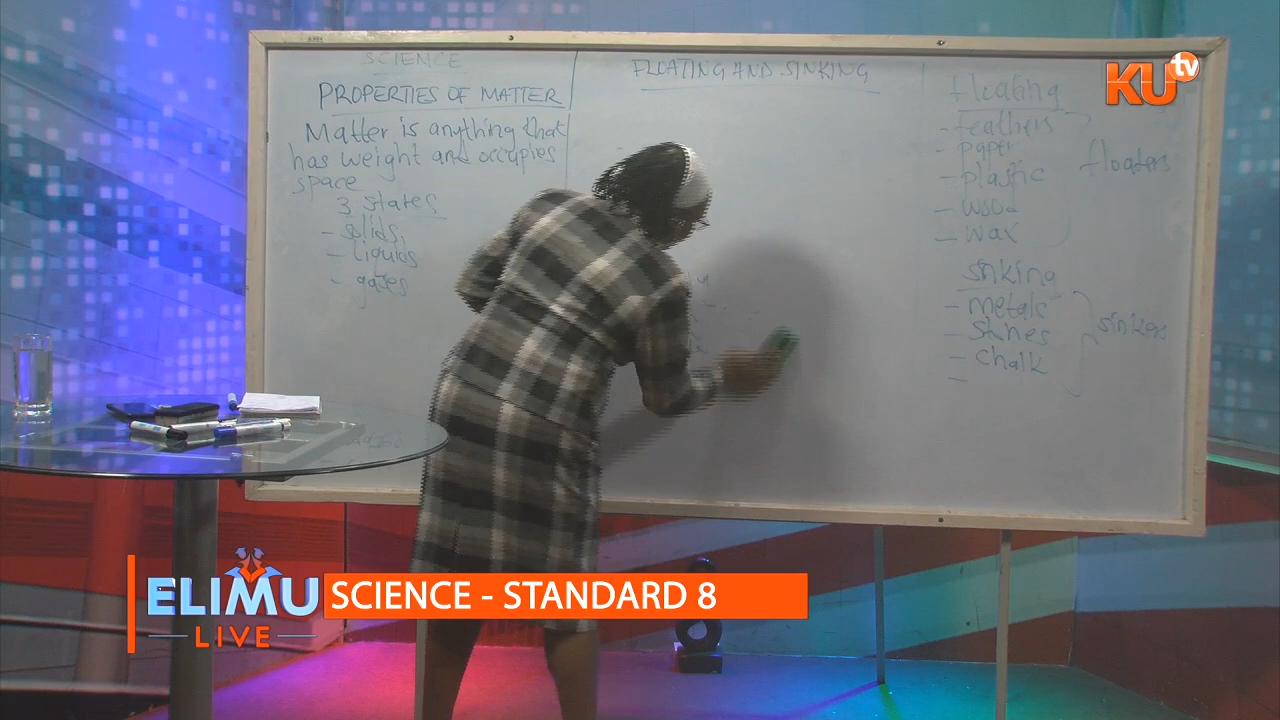 SCIENCE
PROPERTIES OF MATTER
Matter is anything that
has weight and occupies
space
3 states
- solids
- liquids
- gases
FLOATING AND SINKING
floating
- feathers
- paper
- plastic
- wood
- wax
floaters
sinking
- metals
- stones
- chalk
-
sinkers
KU tv
ELIMU
LIVE
SCIENCE - STANDARD 8